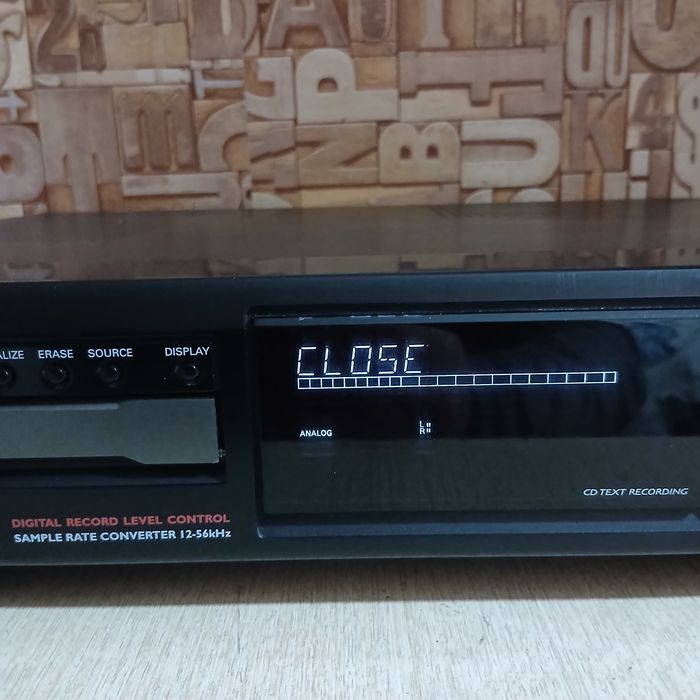 ALIZE ERASE SOURCE DISPLAY
CLOSE
ANALOG
L
R
CD TEXT RECORDING
DIGITAL RECORD LEVEL CONTROL
SAMPLE RATE CONVERTER 12-56kHz